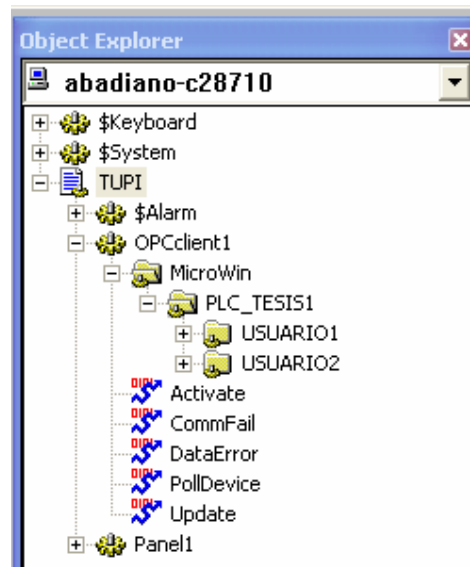 Object Explorer
abadiano-c28710
$Keyboard
$System
TUPI
$Alarm
OPCclient1
MicroWin
PLC_TESIS1
USUARIO1
USUARIO2
Activate
CommFail
DataError
PollDevice
Update
Panel1